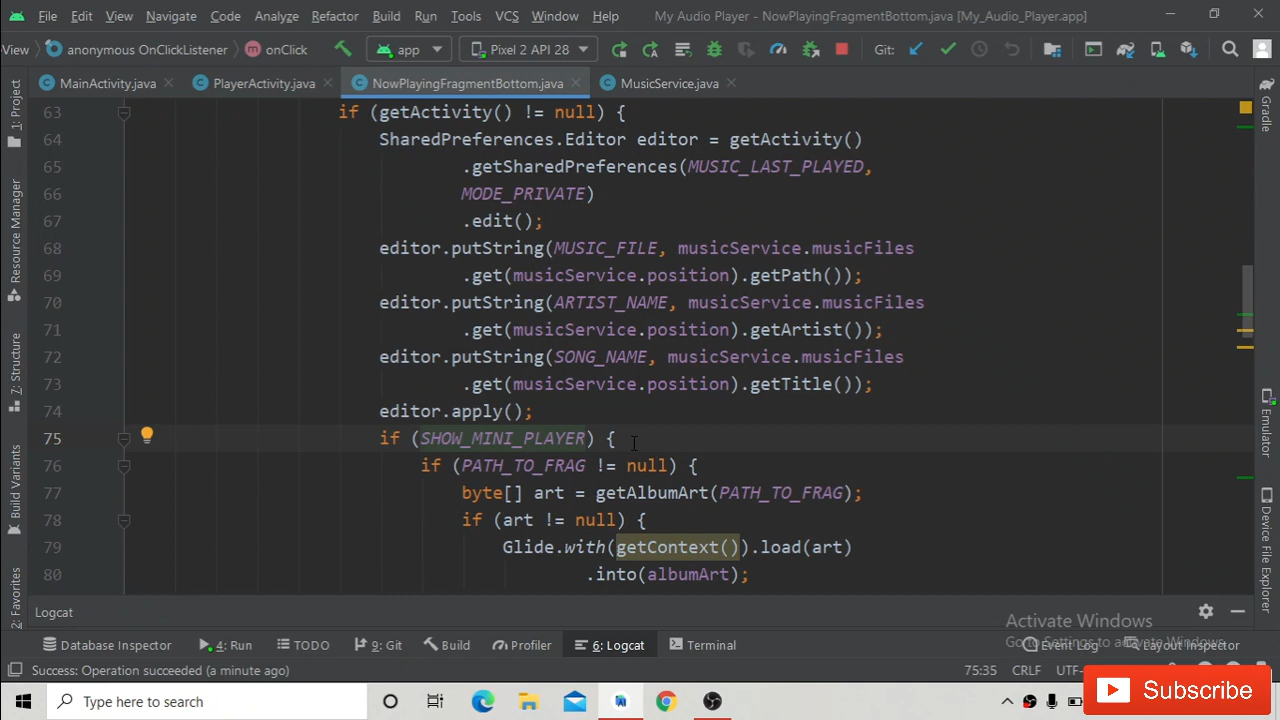 File Edit View Navigate Code Analyze Refactor Build Run Tools VCS Window Help My Audio Player - NowPlayingFragmentBottom.java [My_Audio_Player.app]
View anonymous OnClickListener onClick app Pixel 2 API 28 Git:
MainActivity.java PlayerActivity.java NowPlayingFragmentBottom.java MusicService.java
63 if (getActivity() != null) {
64 SharedPreferences.Editor editor = getActivity()
65 .getSharedPreferences(MUSIC_LAST_PLAYED,
66 MODE_PRIVATE)
67 .edit();
68 editor.putString(MUSIC_FILE, musicService.musicFiles
69 .get(musicService.position).getPath());
70 editor.putString(ARTIST_NAME, musicService.musicFiles
71 .get(musicService.position).getArtist());
72 editor.putString(SONG_NAME, musicService.musicFiles
73 .get(musicService.position).getTitle());
74 editor.apply();
75 if (SHOW_MINI_PLAYER) {
76 if (PATH_TO_FRAG != null) {
77 byte[] art = getAlbumArt(PATH_TO_FRAG);
78 if (art != null) {
79 Glide.with(getContext()).load(art)
80 .into(albumArt);
1: Project
Resource Manager
7: Structure
Build Variants
2: Favorites
Gradle
Emulator
Device File Explorer
Logcat
Activate Windows
Go to Settings to activate Windows.
Database Inspector 4: Run TODO 9: Git Build Profiler 6: Logcat Terminal Event Log Layout Inspector
Success: Operation succeeded (a minute ago) 75:35 CRLF UTF-
Type here to search
Subscribe